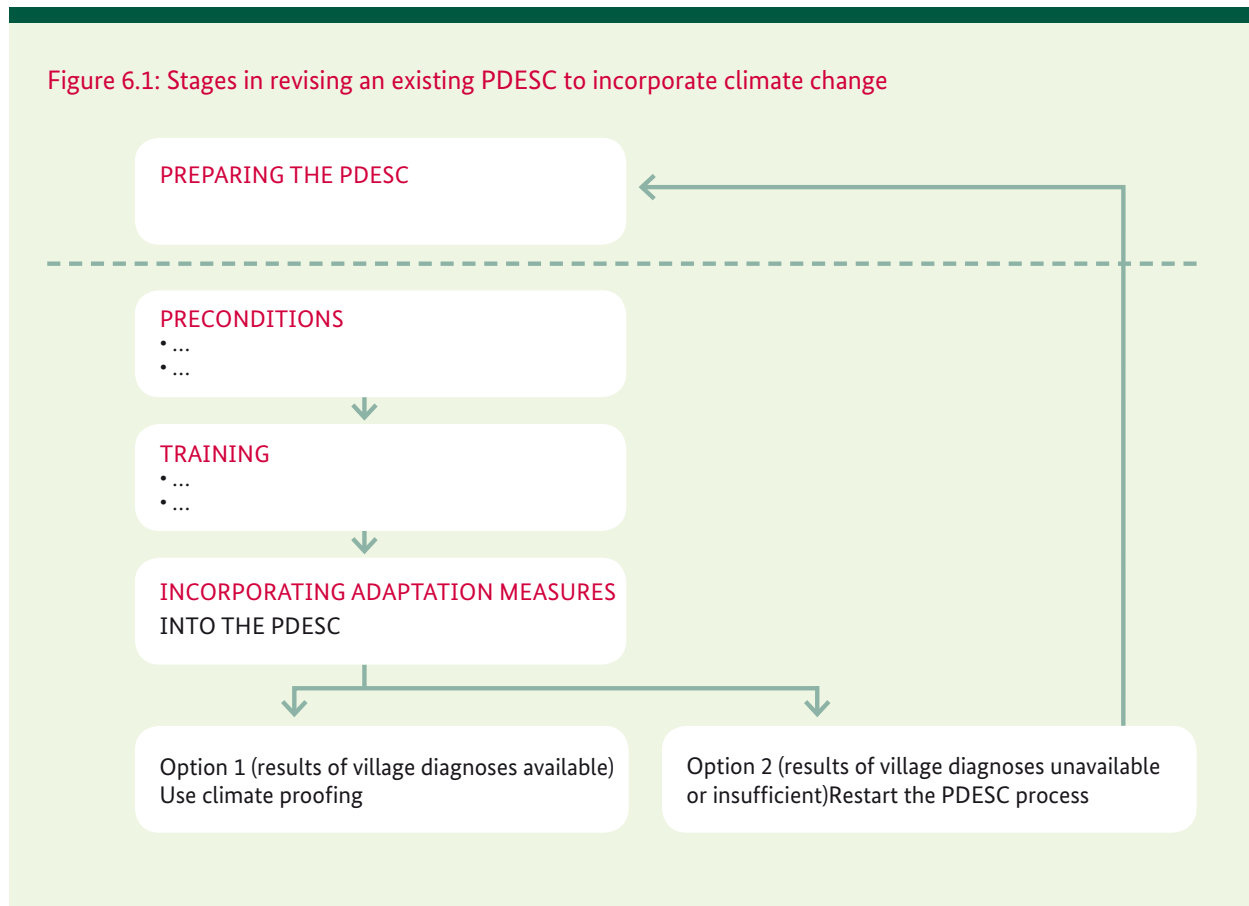 Figure 6.1: Stages in revising an existing PDESC to incorporate climate change
PREPARING THE PDESC
PRECONDITIONS
• ...
• ...
TRAINING
• ...
• ...
INCORPORATING ADAPTATION MEASURES
INTO THE PDESC
Option 1 (results of village diagnoses available)
Use climate proofing
Option 2 (results of village diagnoses unavailable
or insufficient)Restart the PDESC process